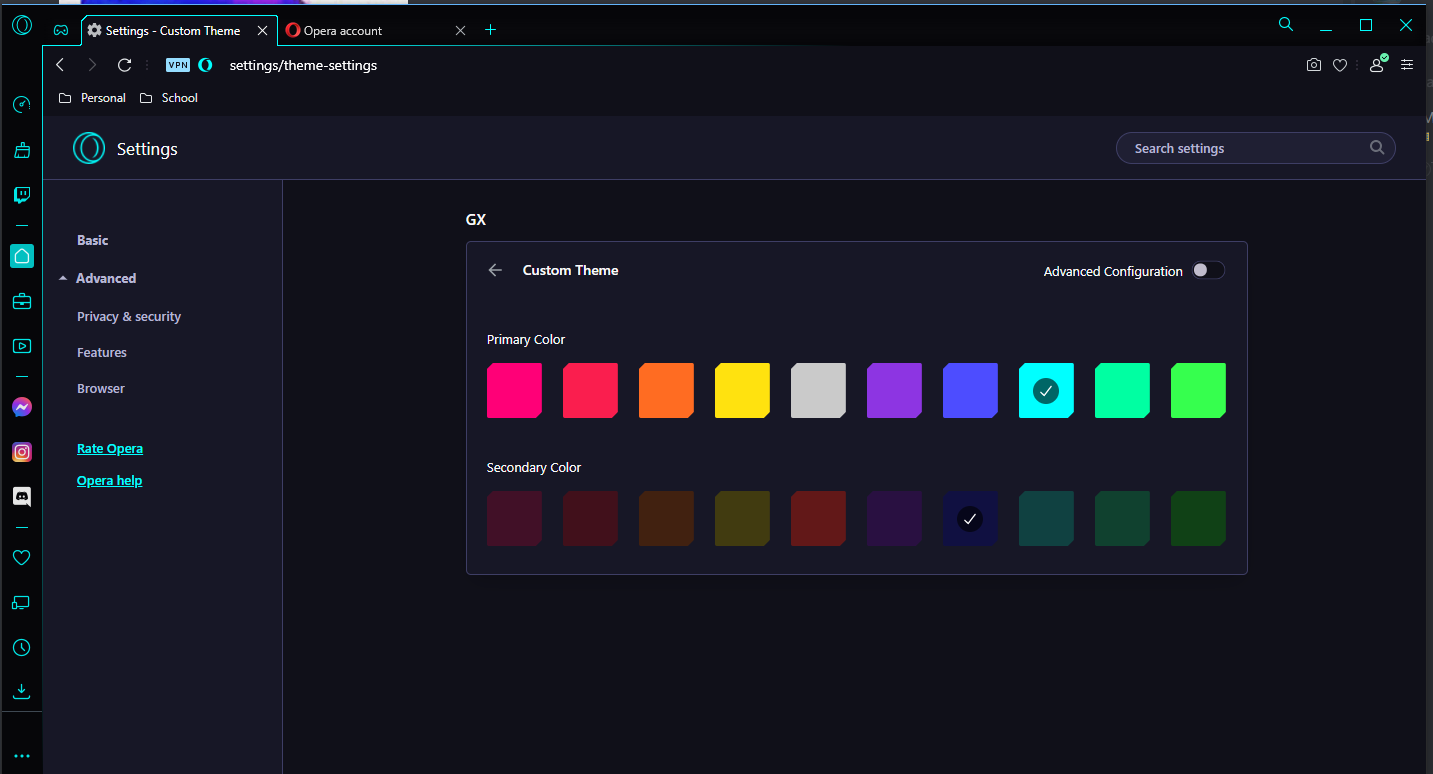 Settings - Custom Theme
Opera account
VPN
settings/theme-settings
Personal
School
Settings
Search settings
Basic
Advanced
Privacy & security
Features
Browser
Rate Opera
Opera help
GX
Custom Theme
Advanced Configuration
Primary Color
Secondary Color